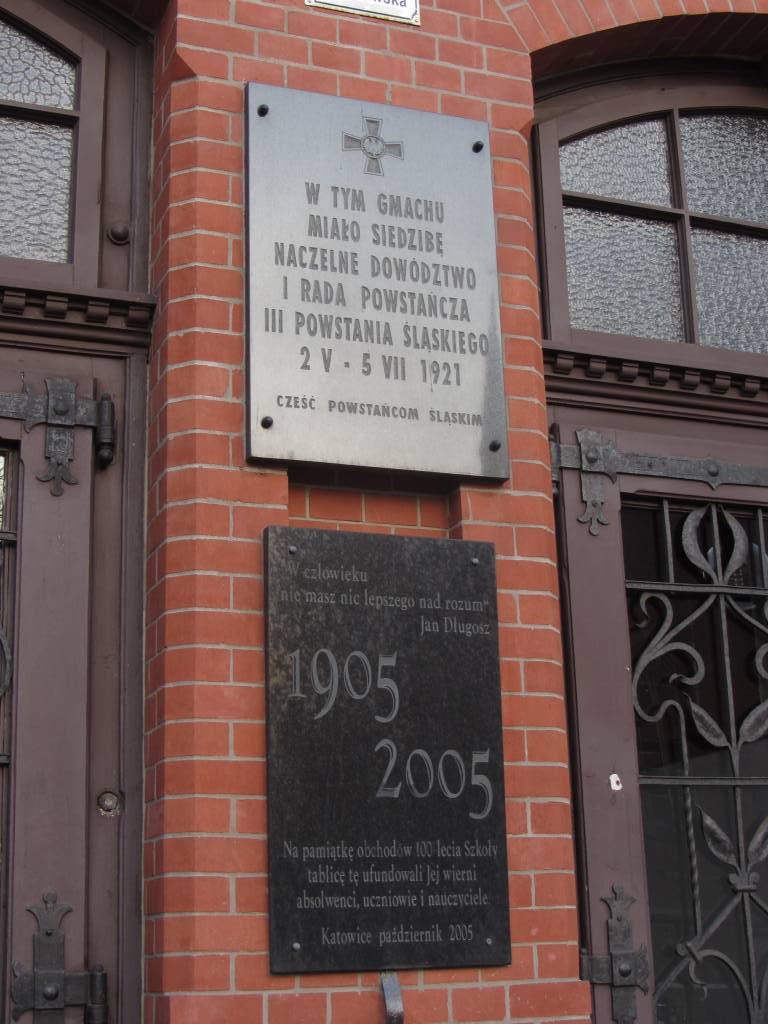 W TYM GMACHU
MIAŁO SIEDZIBĘ
NACZELNE DOWÓDZTWO
I RADA POWSTAŃCZA
III POWSTANIA ŚLĄSKIEGO
2 V - 5 VII 1921
CZEŚĆ POWSTAŃCOM ŚLĄSKIM
"W człowieku
nie masz nic lepszego nad rozum"
Jan Długosz
1905
2005
Na pamiątkę obchodów 100-lecia Szkoły
tablicę tę ufundowali Jej wierni
absolwenci, uczniowie i nauczyciele
Katowice październik 2005